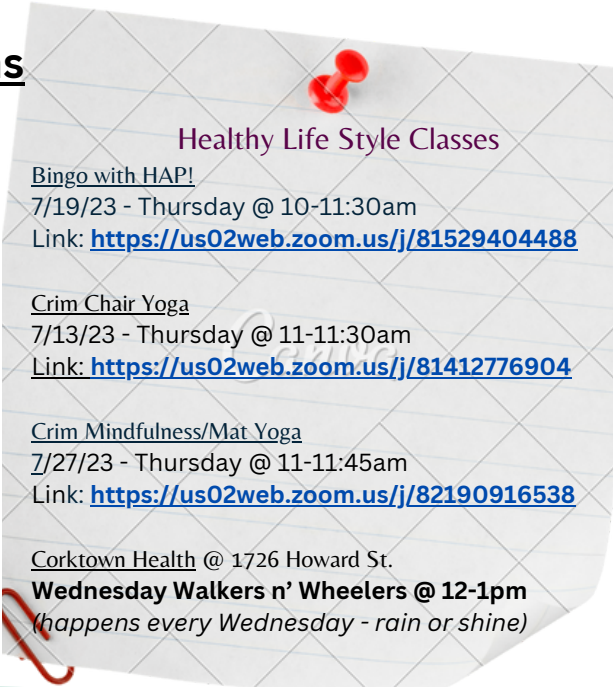 ns
Healthy Life Style Classes
Bingo with HAP!
7/19/23 - Thursday @ 10-11:30am
Link: https://us02web.zoom.us/j/81529404488
Crim Chair Yoga
7/13/23 - Thursday @ 11-11:30am
Canva
Link: https://us02web.zoom.us/j/81412776904
Crim Mindfulness/Mat Yoga
7/27/23 - Thursday @ 11-11:45am
Link: https://us02web.zoom.us/j/82190916538
Corktown Health @ 1726 Howard St.
Wednesday Walkers n’ Wheelers @ 12-1pm
(happens every Wednesday - rain or shine)